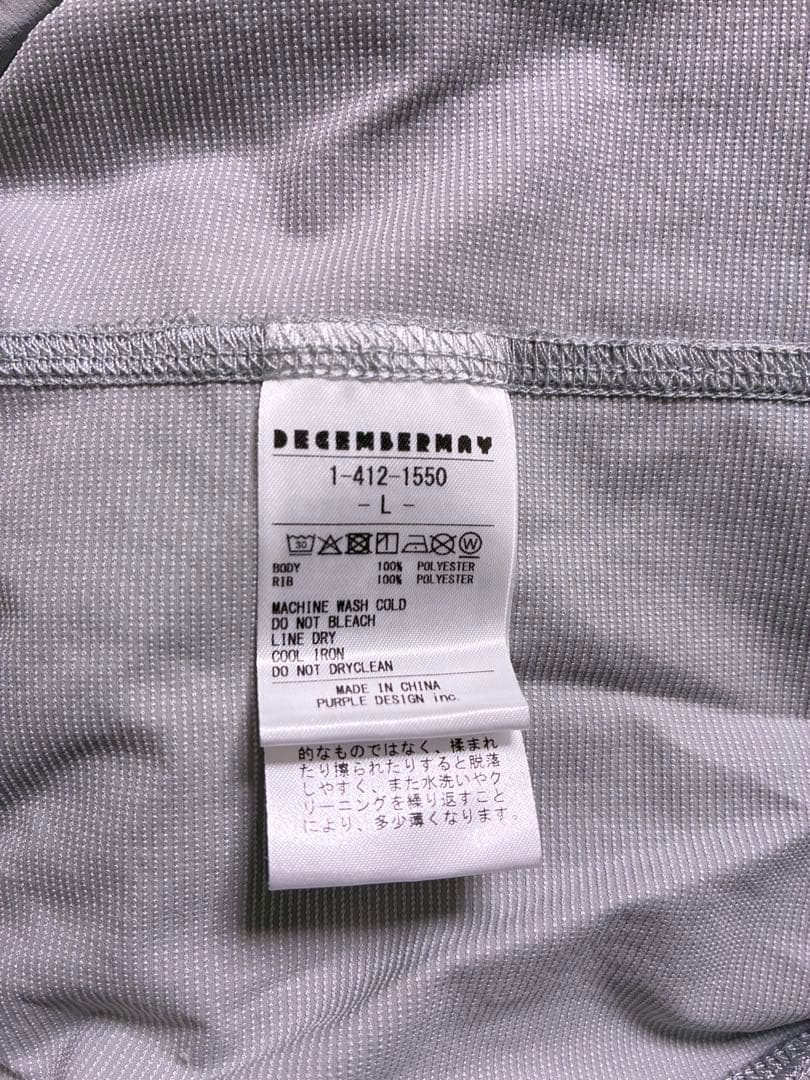 DECEMBERMAY
1-412-1550
- L -
30 W
BODY 100% POLYESTER
RIB 100% POLYESTER
MACHINE WASH COLD
DO NOT BLEACH
LINE DRY
COOL IRON
DO NOT DRYCLEAN
MADE IN CHINA
PURPLE DESIGN inc.
的なものではなく、揉まれ
たり擦られたりすると脱落
しやすく、また水洗いやク
リーニングを繰り返すこと
により、多少薄くなります。